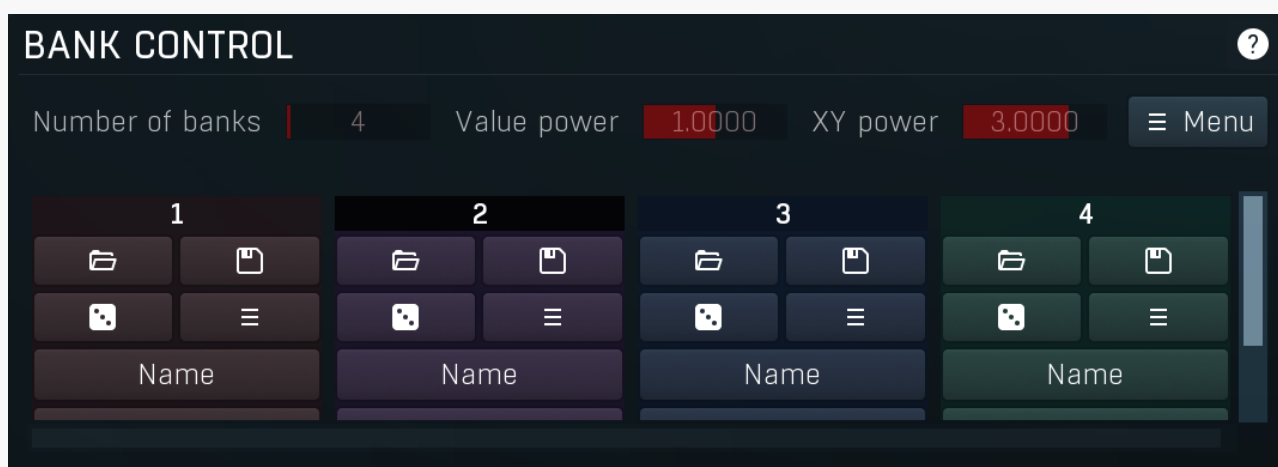 BANK CONTROL ?
Number of banks 4 Value power 1.0000 XY power 3.0000 Menu
1 2 3 4
Name Name Name Name